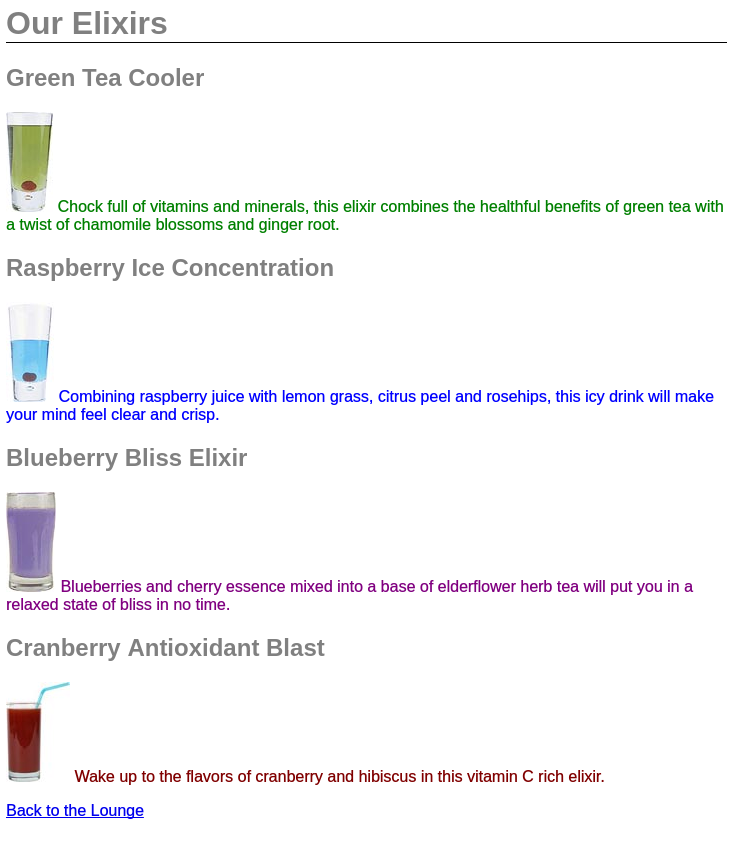 Our Elixirs
Green Tea Cooler
Chock full of vitamins and minerals, this elixir combines the healthful benefits of green tea with
a twist of chamomile blossoms and ginger root.
Raspberry Ice Concentration
Combining raspberry juice with lemon grass, citrus peel and rosehips, this icy drink will make
your mind feel clear and crisp.
Blueberry Bliss Elixir
Blueberries and cherry essence mixed into a base of elderflower herb tea will put you in a
relaxed state of bliss in no time.
Cranberry Antioxidant Blast
Wake up to the flavors of cranberry and hibiscus in this vitamin C rich elixir.
Back to the Lounge